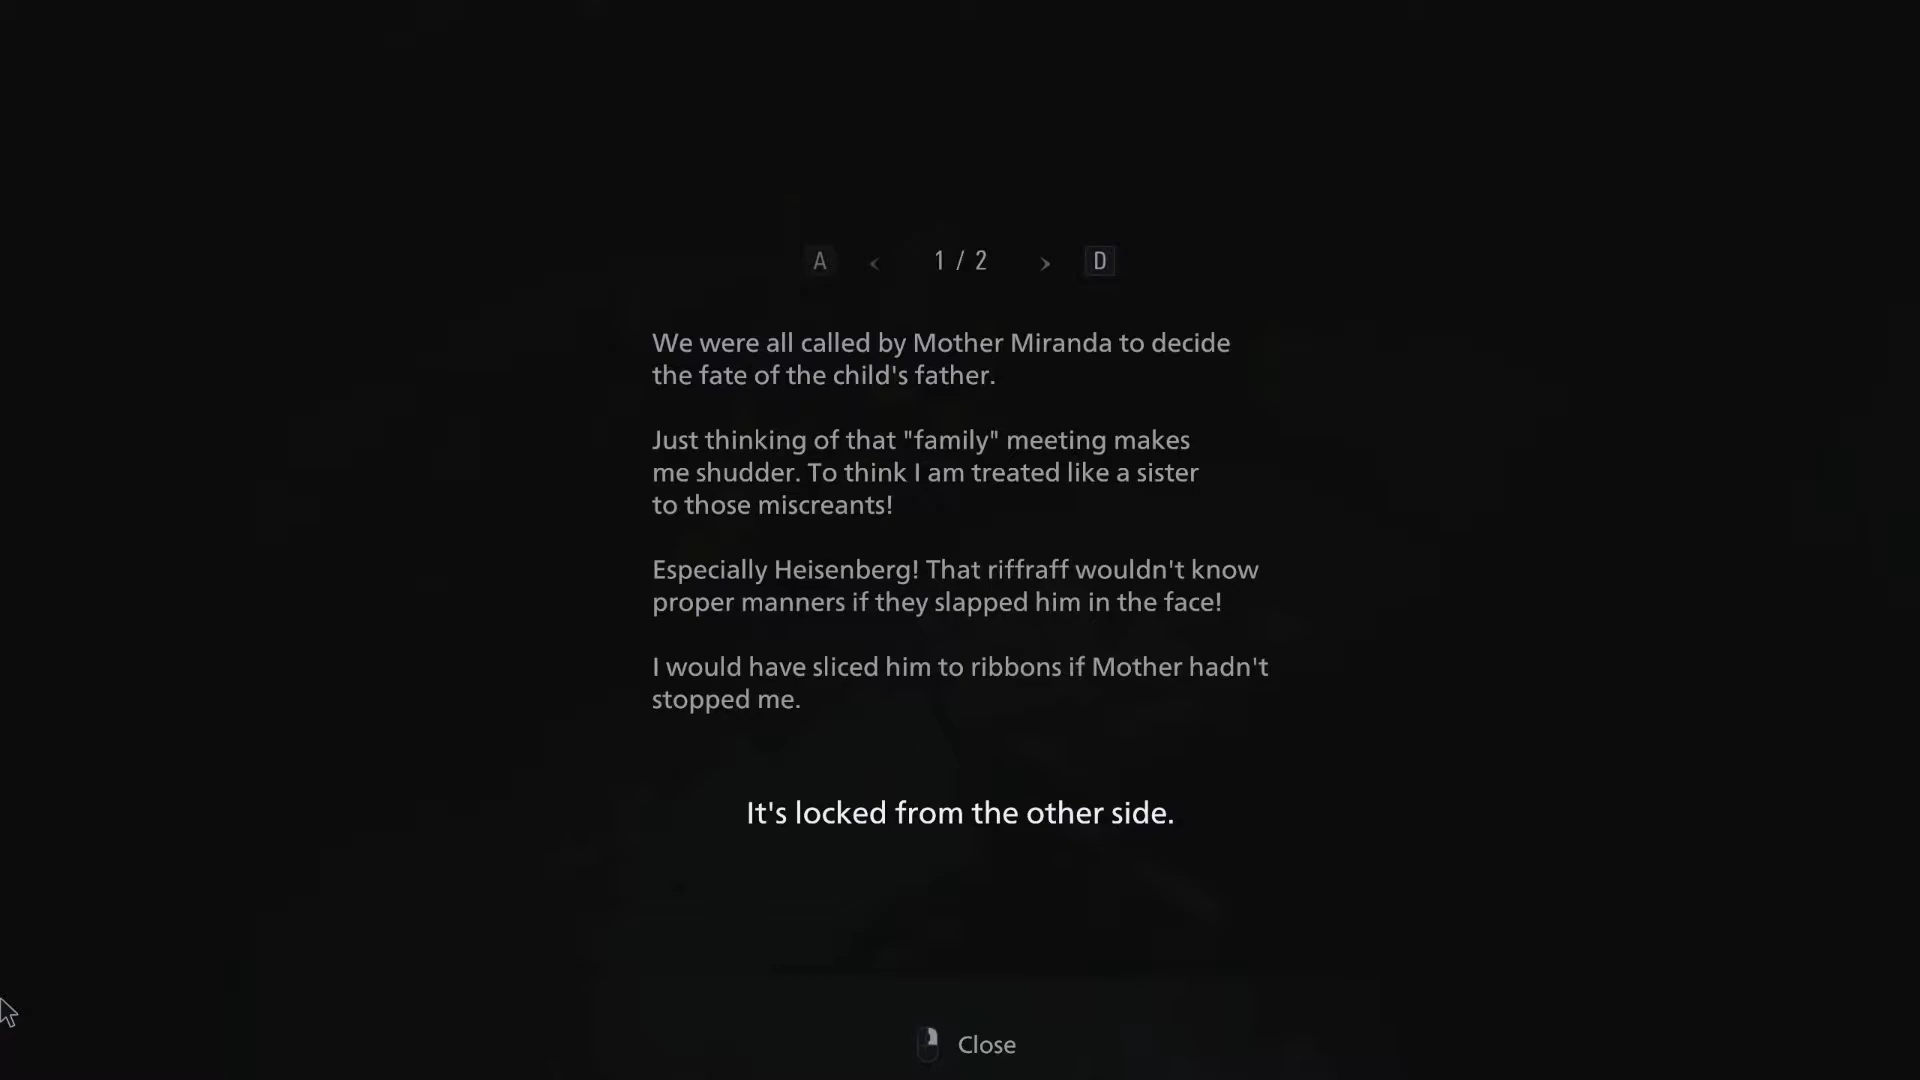 A < 1 / 2 > D
We were all called by Mother Miranda to decide
the fate of the child's father.
Just thinking of that "family" meeting makes
me shudder. To think I am treated like a sister
to those miscreants!
Especially Heisenberg! That riffraff wouldn't know
proper manners if they slapped him in the face!
I would have sliced him to ribbons if Mother hadn't
stopped me.
It's locked from the other side.
Close